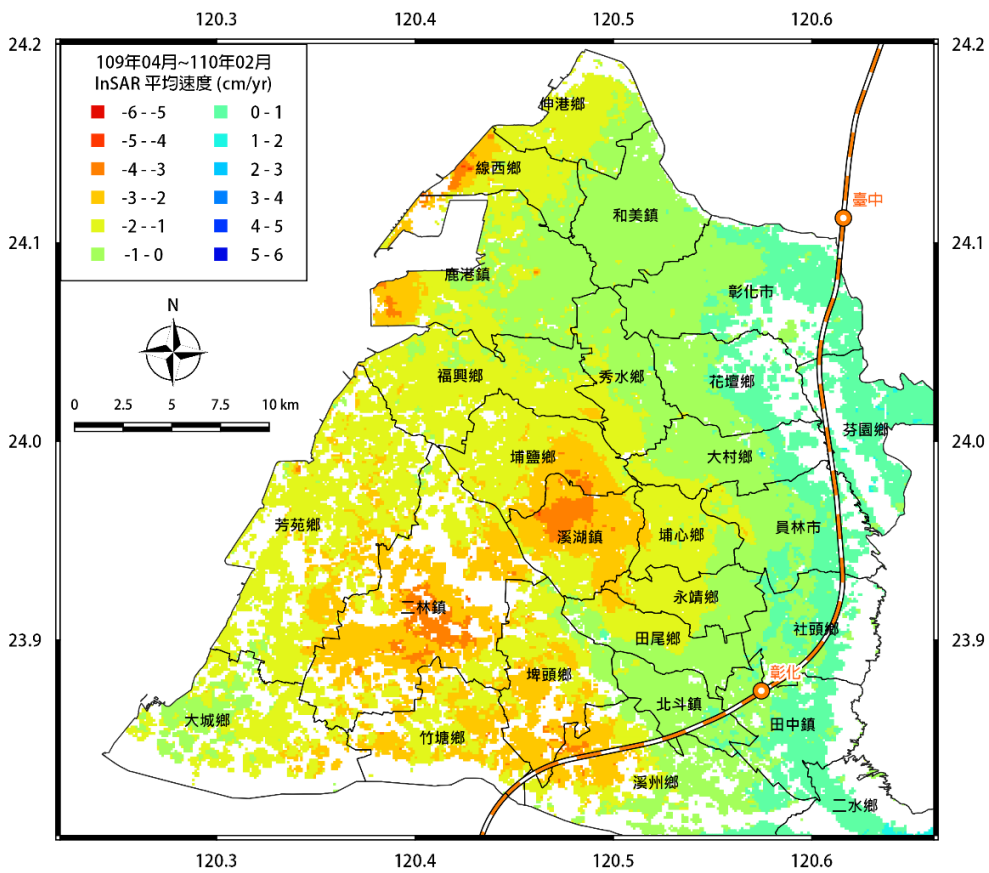 120.3 120.4 120.5 120.6
24.2 24.2
109年04月~110年02月
InSAR 平均速度 (cm/yr)
-6 - -5 0 - 1
-5 - -4 1 - 2
-4 - -3 2 - 3
-3 - -2 3 - 4
-2 - -1 4 - 5
-1 - 0 5 - 6
伸港鄉
線西鄉
臺中
和美鎮
24.1 24.1
鹿港鎮
彰化市
N
福興鄉
秀水鄉
花壇鄉
0 2.5 5 7.5 10 km
芬園鄉
24.0 24.0
埔鹽鄉
大村鄉
芳苑鄉
溪湖鎮
埔心鄉
員林市
永靖鄉
二林鎮
社頭鄉
23.9 23.9
田尾鄉
埤頭鄉
彰化
北斗鎮
大城鄉
田中鎮
竹塘鄉
溪州鄉
二水鄉
120.3 120.4 120.5 120.6